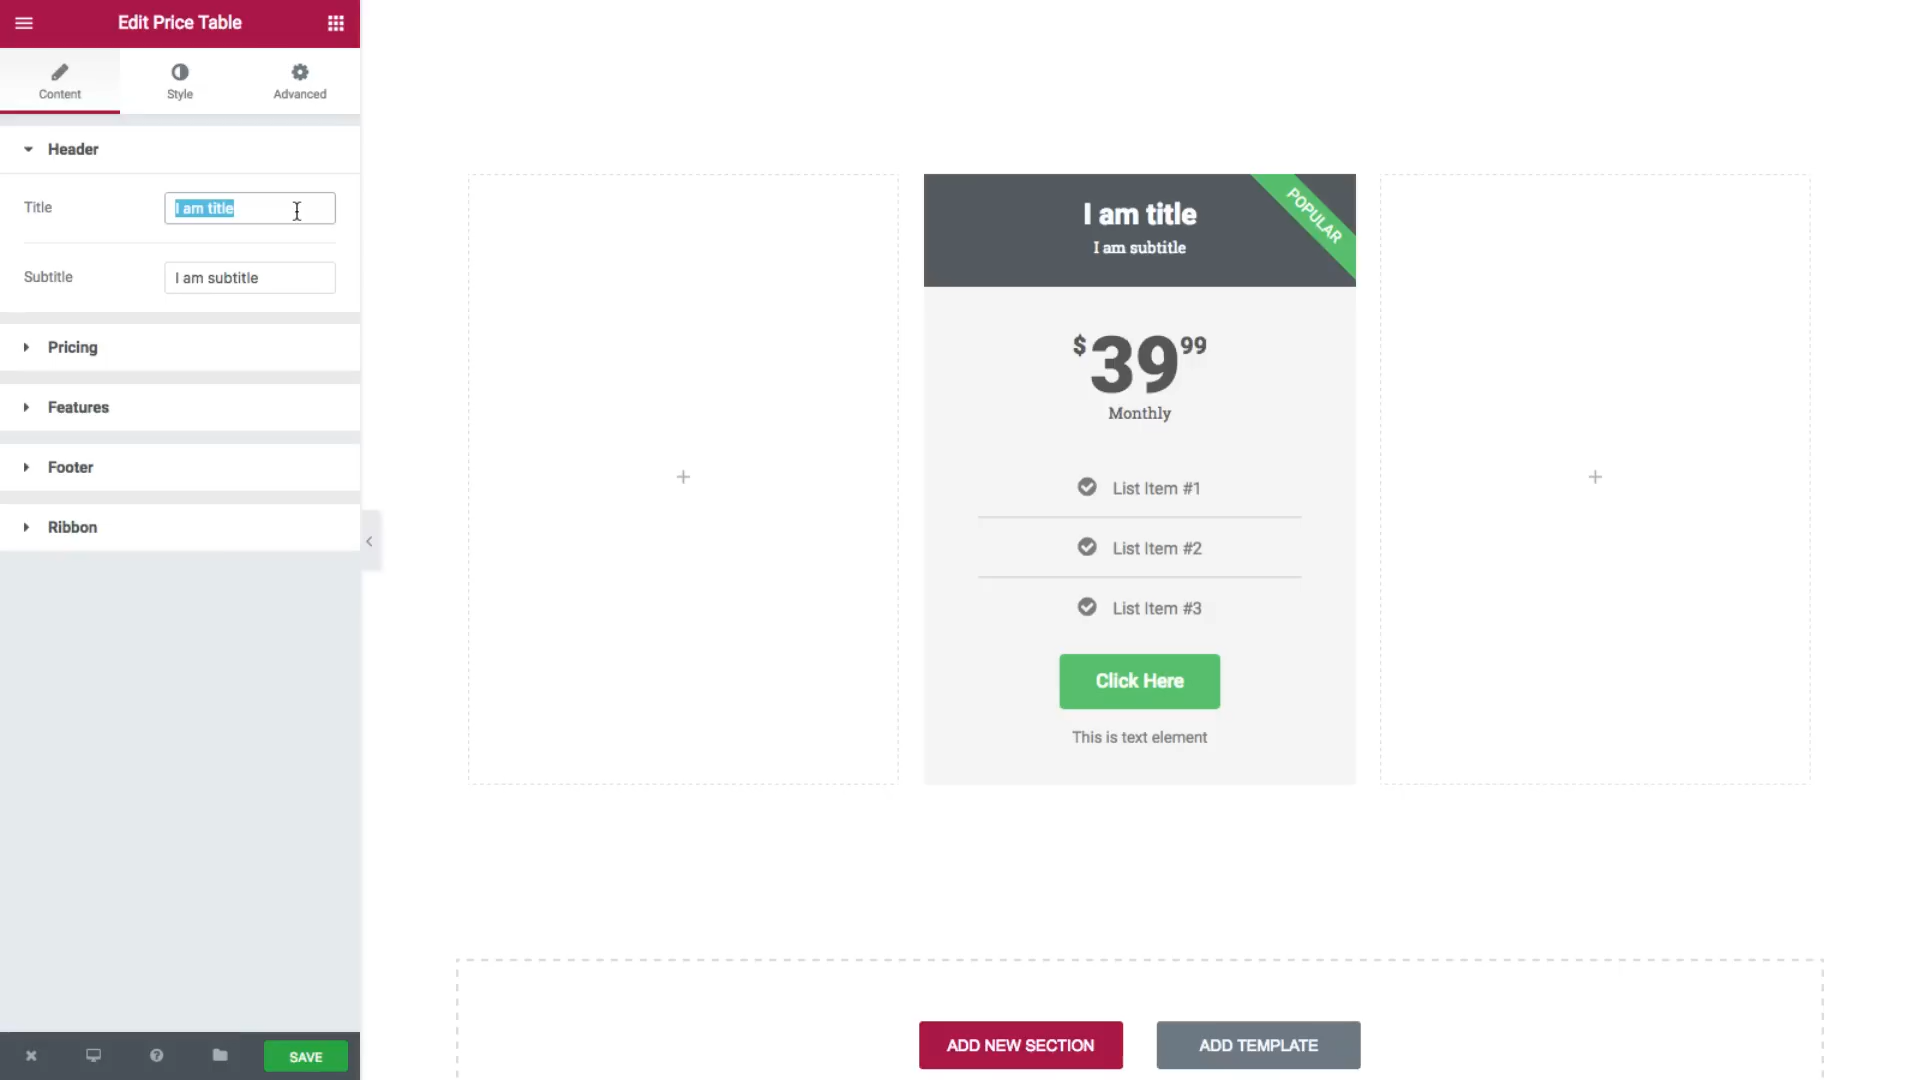 Edit Price Table
Content
Style
Advanced
Header
Title
I am title
Subtitle
I am subtitle
Pricing
Features
Footer
Ribbon
SAVE
I am title
I am subtitle
POPULAR
$
39
99
Monthly
List Item #1
List Item #2
List Item #3
Click Here
This is text element
ADD NEW SECTION
ADD TEMPLATE